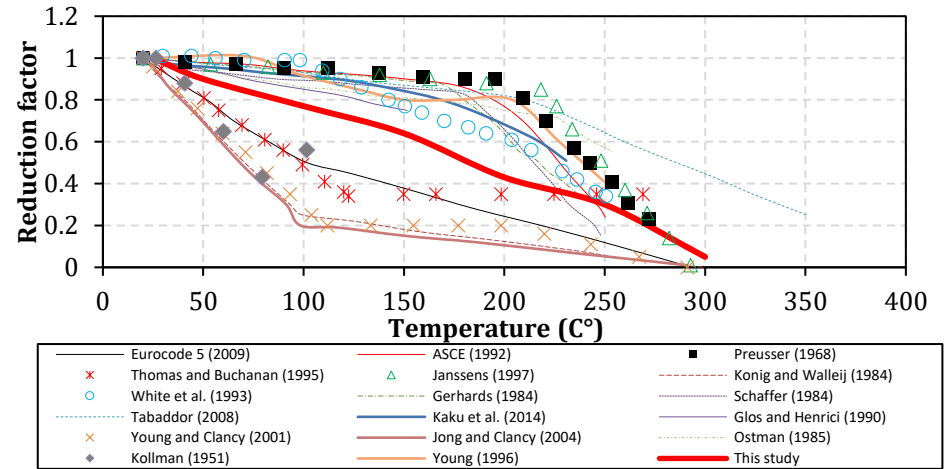 1.2
1
0.8
0.6
0.4
0.2
0
Reduction factor
0 50 100 150 200 250 300 350 400
Temperature (C°)
Eurocode 5 (2009) ASCE (1992) Preusser (1968)
Thomas and Buchanan (1995) Janssens (1997) Konig and Walleij (1984)
White et al. (1993) Gerhards (1984) Schaffer (1984)
Tabaddor (2008) Kaku et al. (2014) Glos and Henrici (1990)
Young and Clancy (2001) Jong and Clancy (2004) Ostman (1985)
Kollman (1951) Young (1996) This study